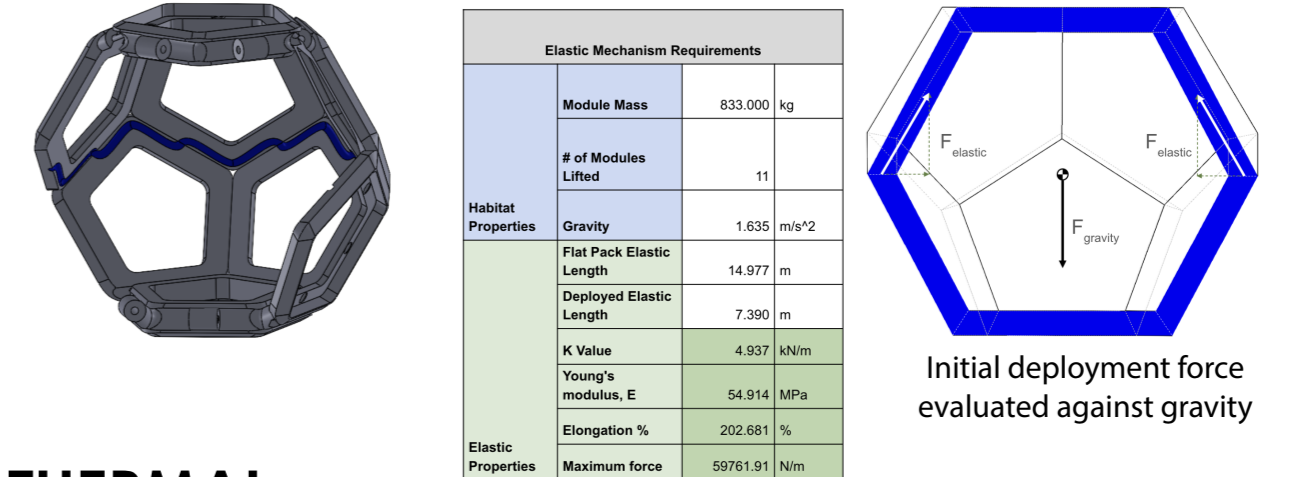 Elastic Mechanism Requirements
Habitat Properties
Module Mass 833.000 kg
# of Modules Lifted 11
Gravity 1.635 m/s^2
Elastic Properties
Flat Pack Elastic Length 14.977 m
Deployed Elastic Length 7.390 m
K Value 4.937 kN/m
Young's modulus, E 54.914 MPa
Elongation % 202.681 %
Maximum force 59761.91 N/m
F elastic
F elastic
F gravity
Initial deployment force
evaluated against gravity